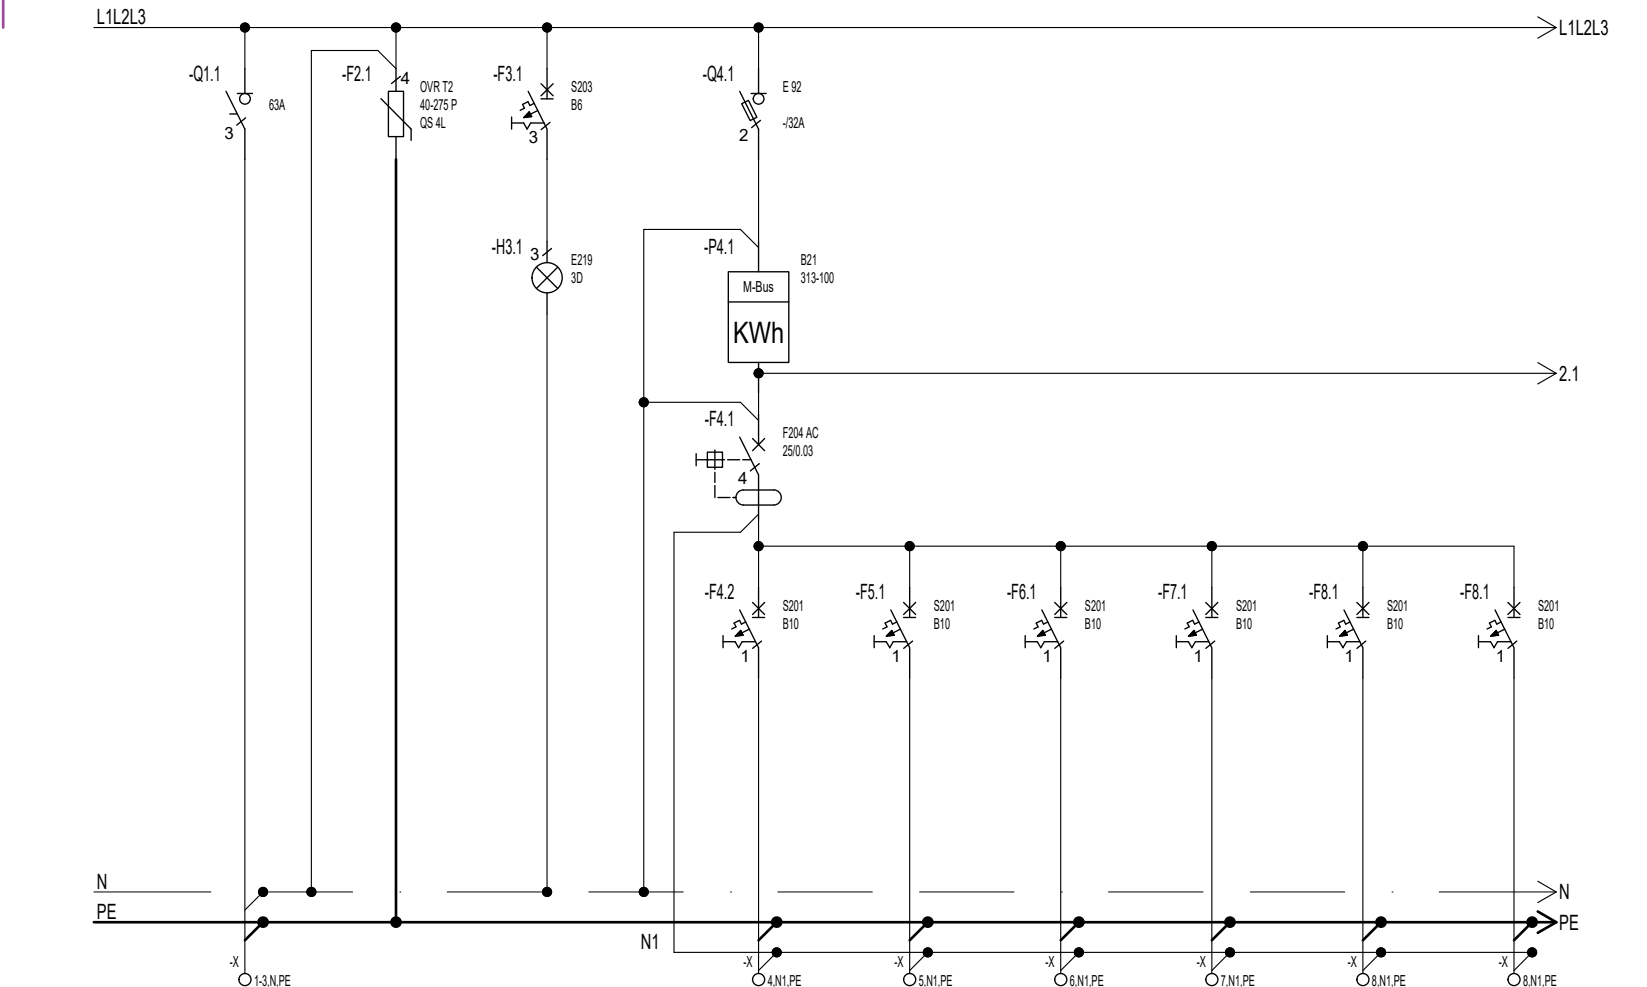 L1L2L3
L1L2L3
-Q1.1
63A
3
-F2.1
4
OVR T2
40-275 P
QS 4L
-F3.1
S203
B6
3
-Q4.1
E 92
-/32A
2
-H3.1
3
E219
3D
-P4.1
B21
313-100
M-Bus
KWh
2.1
-F4.1
F204 AC
25/0.03
4
-F4.2
S201
B10
1
-F5.1
S201
B10
1
-F6.1
S201
B10
1
-F7.1
S201
B10
1
-F8.1
S201
B10
1
-F8.1
S201
B10
1
N
N
PE
PE
N1
-X
1-3,N,PE
-X
4,N1,PE
-X
5,N1,PE
-X
6,N1,PE
-X
7,N1,PE
-X
8,N1,PE
-X
8,N1,PE